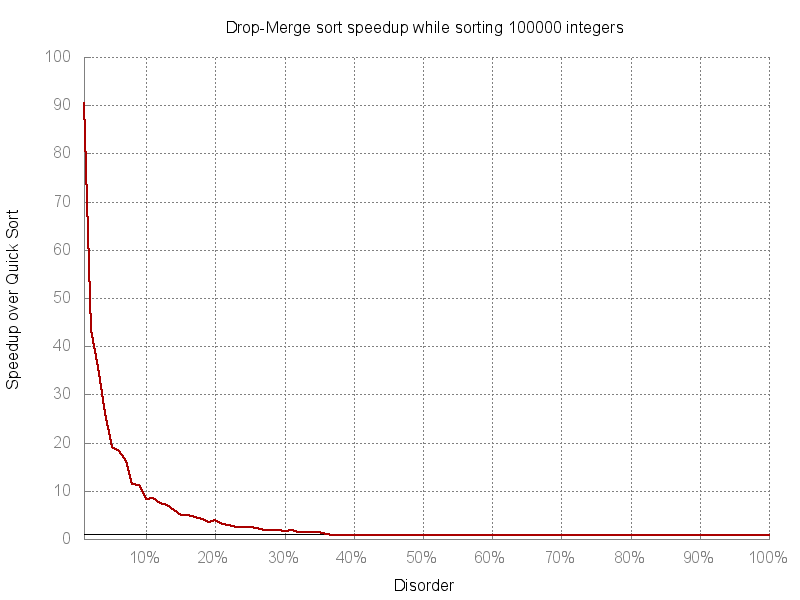 Drop-Merge sort speedup while sorting 100000 integers
100
90
80
70
60
50
40
30
20
10
0
Speedup over Quick Sort
10% 20% 30% 40% 50% 60% 70% 80% 90% 100%
Disorder